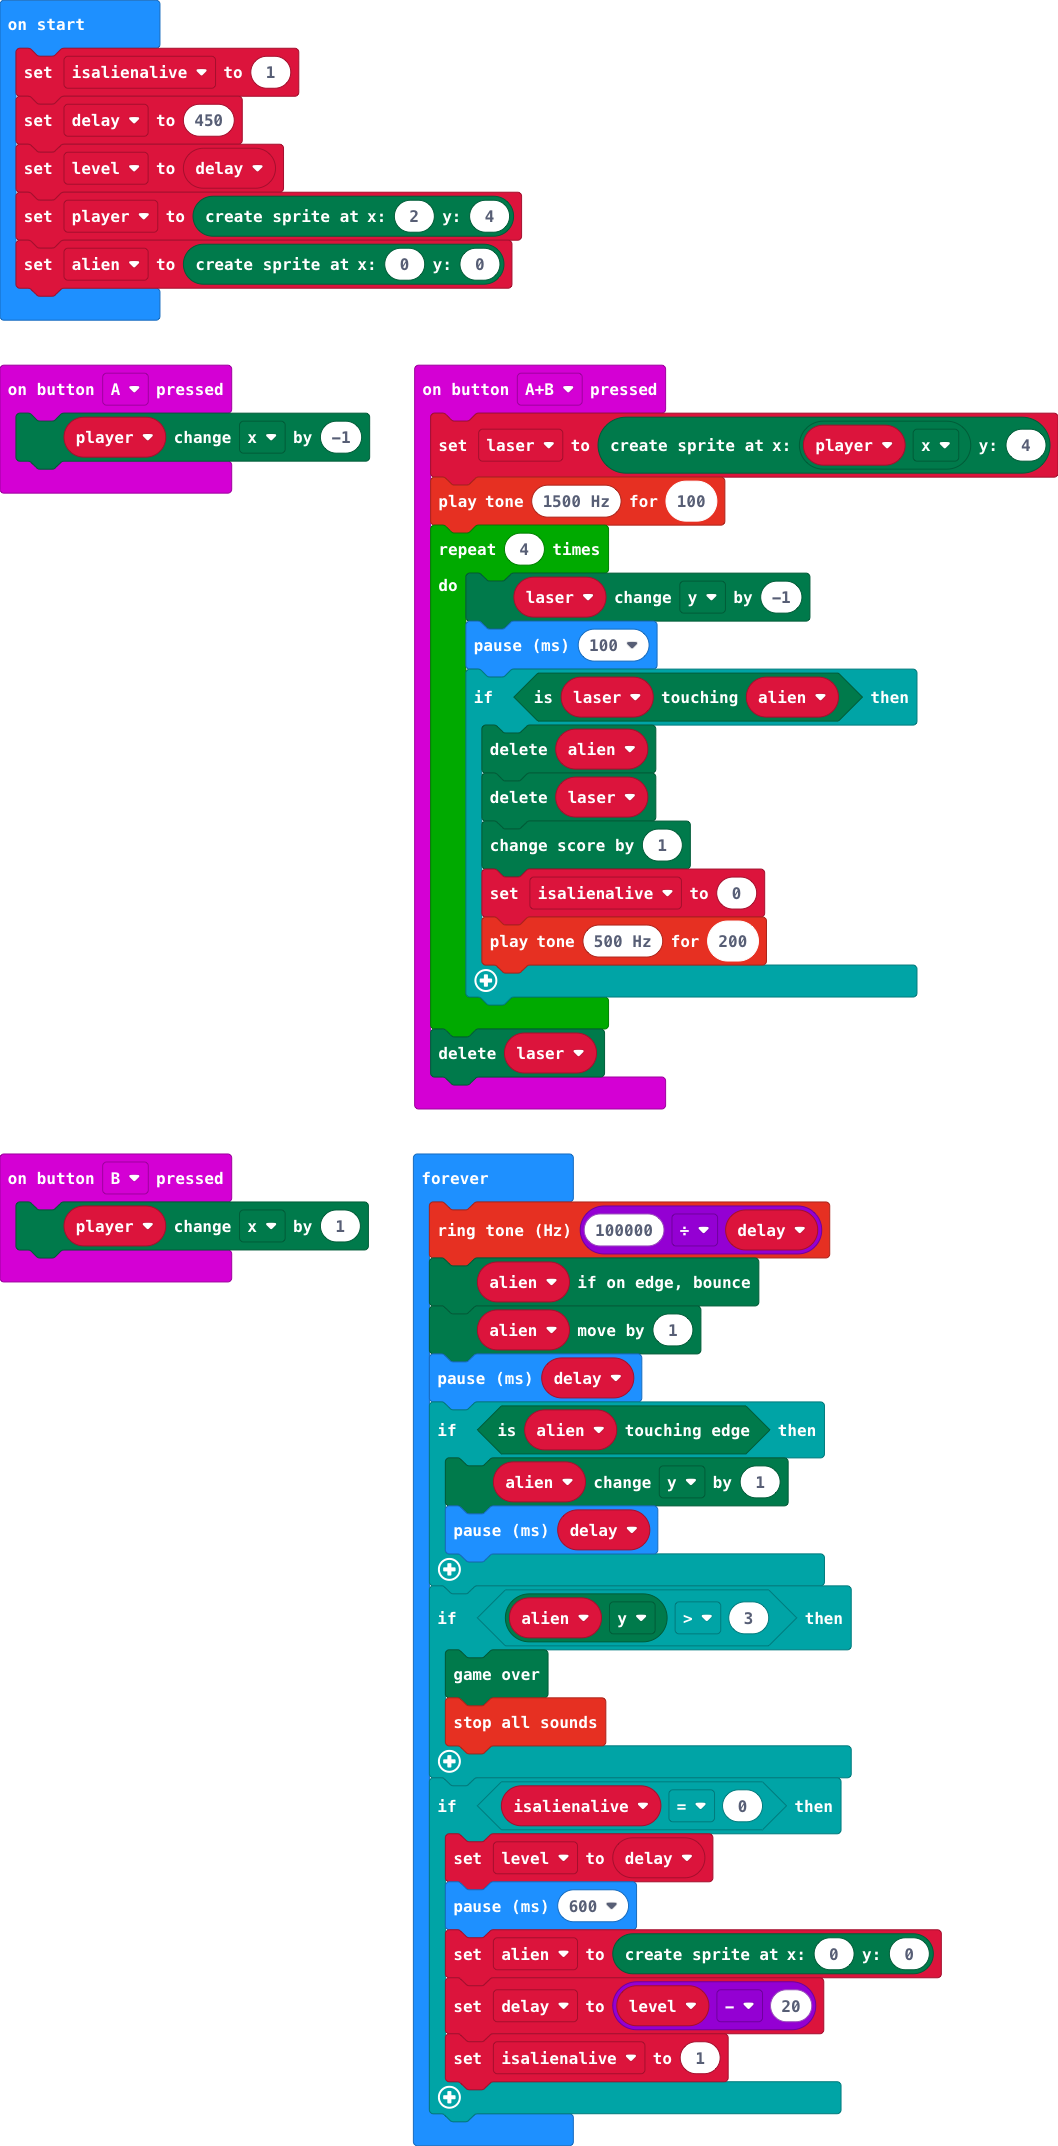 on start
set isalienalive to 1
set delay to 450
set level to delay
set player to create sprite at x: 2 y: 4
set alien to create sprite at x: 0 y: 0
on button A pressed
player change x by −1
on button A+B pressed
set laser to create sprite at x: player x y: 4
play tone 1500 Hz for 100
repeat 4 times
do
laser change y by −1
pause (ms) 100
if is laser touching alien then
delete alien
delete laser
change score by 1
set isalienalive to 0
play tone 500 Hz for 200
delete laser
on button B pressed
player change x by 1
forever
ring tone (Hz) 100000 ÷ delay
alien if on edge, bounce
alien move by 1
pause (ms) delay
if is alien touching edge then
alien change y by 1
pause (ms) delay
if alien y > 3 then
game over
stop all sounds
if isalienalive = 0 then
set level to delay
pause (ms) 600
set alien to create sprite at x: 0 y: 0
set delay to level − 20
set isalienalive to 1